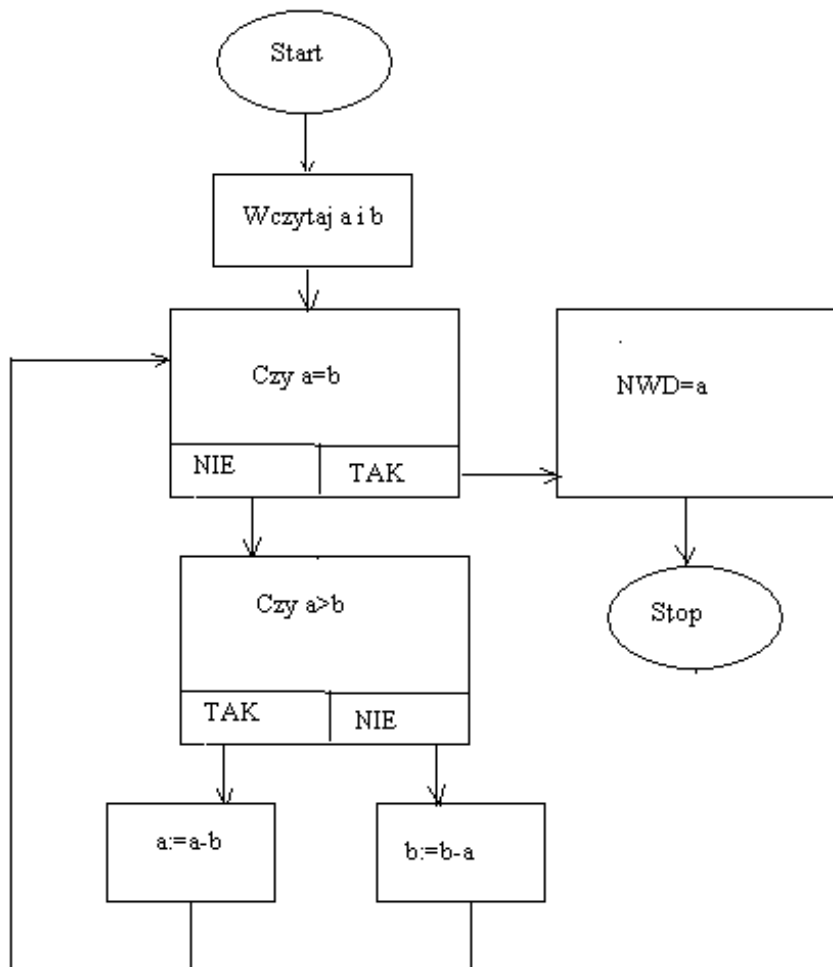 Start
Wczytaj a i b
Czy a=b
NWD=a
NIE
TAK
Czy a>b
Stop
TAK
NIE
a:=a-b
b:=b-a